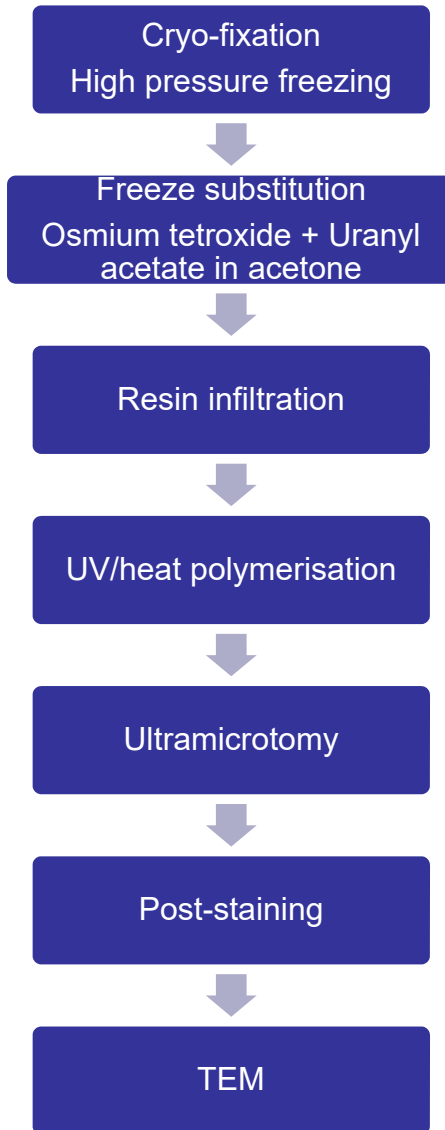 Cryo-fixation
High pressure freezing
Freeze substitution
Osmium tetroxide + Uranyl
acetate in acetone
Resin infiltration
UV/heat polymerisation
Ultramicrotomy
Post-staining
TEM